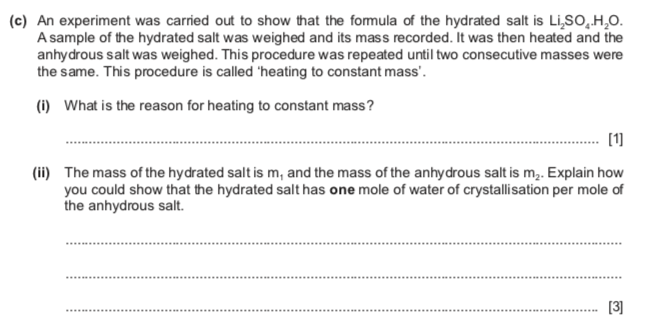 (c) An experiment was carried out to show that the formula of the hydrated salt is Li₂SO₄.H₂O.
A sample of the hydrated salt was weighed and its mass recorded. It was then heated and the
anhydrous salt was weighed. This procedure was repeated until two consecutive masses were
the same. This procedure is called ‘heating to constant mass’.
(i) What is the reason for heating to constant mass?
[1]
(ii) The mass of the hydrated salt is m₁ and the mass of the anhydrous salt is m₂. Explain how
you could show that the hydrated salt has one mole of water of crystallisation per mole of
the anhydrous salt.
[3]